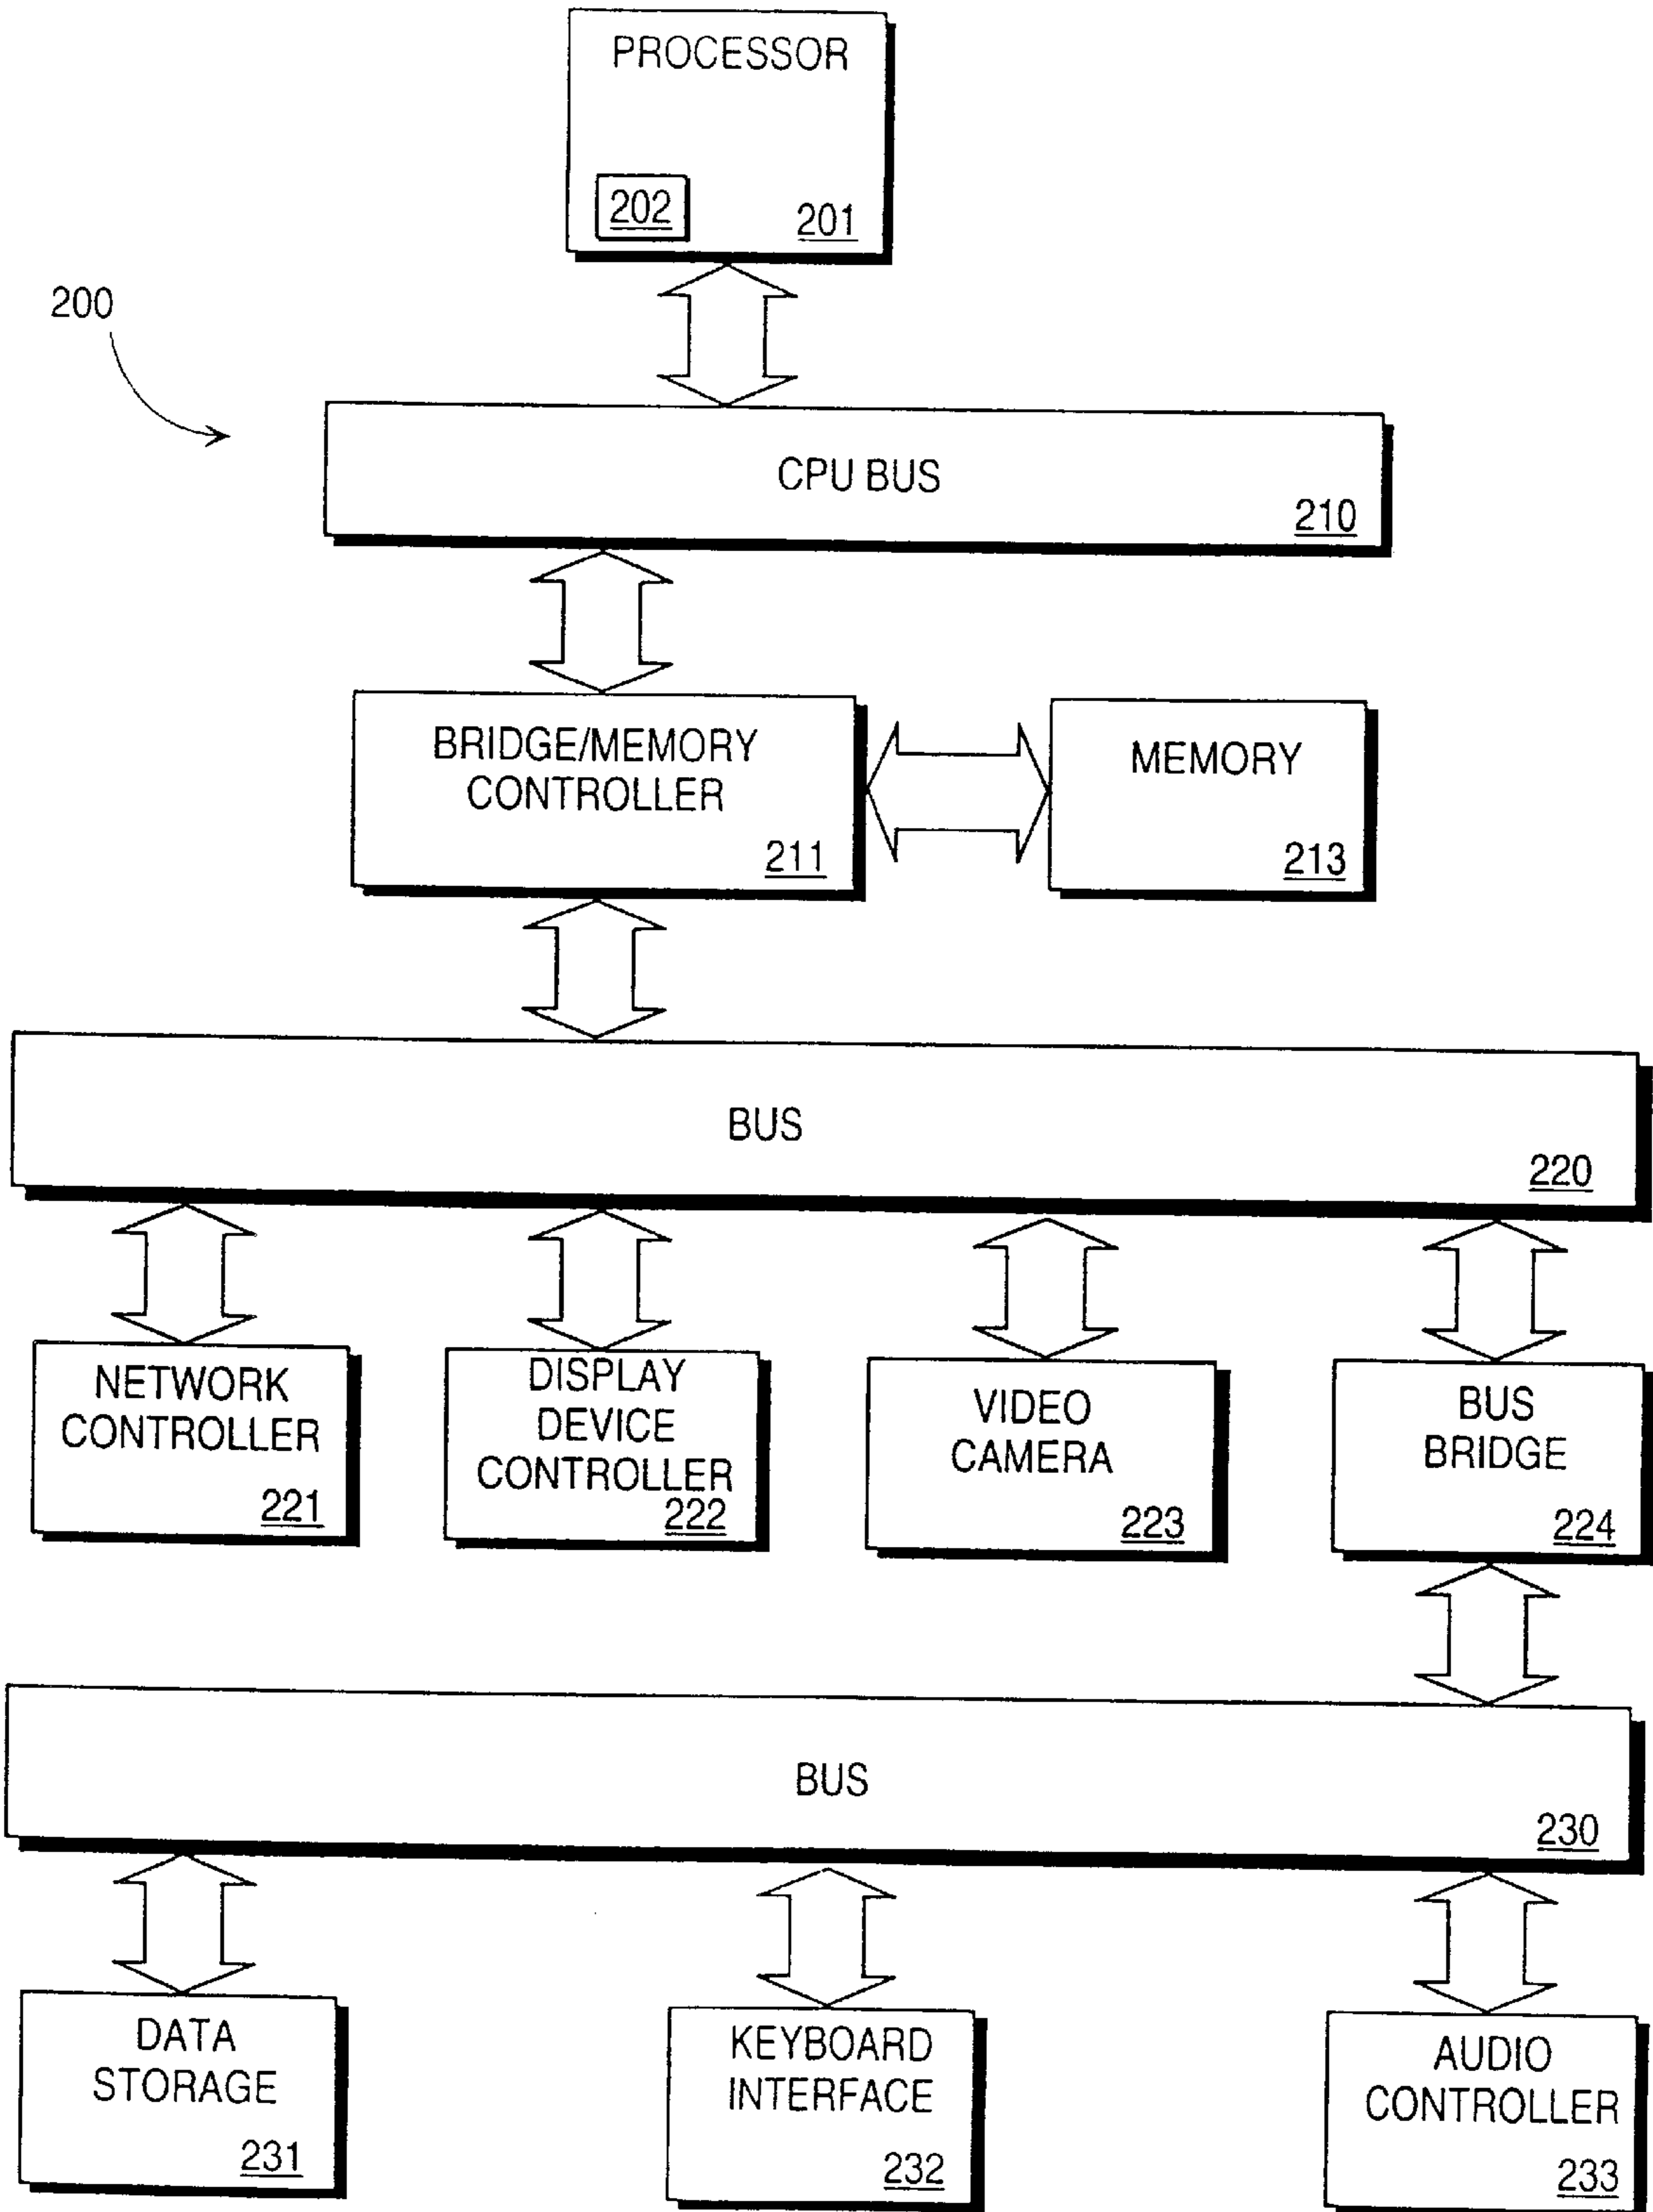 PROCESSOR
202
201
200
CPU BUS
210
BRIDGE/MEMORY
CONTROLLER
211
MEMORY
213
BUS
220
NETWORK
CONTROLLER
221
DISPLAY
DEVICE
CONTROLLER
222
VIDEO
CAMERA
223
BUS
BRIDGE
224
BUS
230
DATA
STORAGE
231
KEYBOARD
INTERFACE
232
AUDIO
CONTROLLER
233